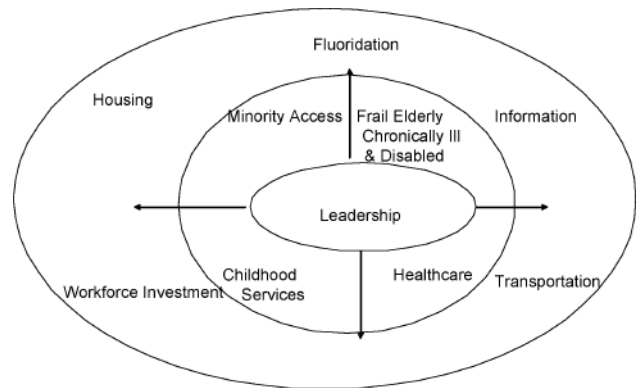 Fluoridation
Housing
Minority Access
Frail Elderly
Chronically Ill
& Disabled
Information
Leadership
Childhood
Services
Healthcare
Workforce Investment
Transportation